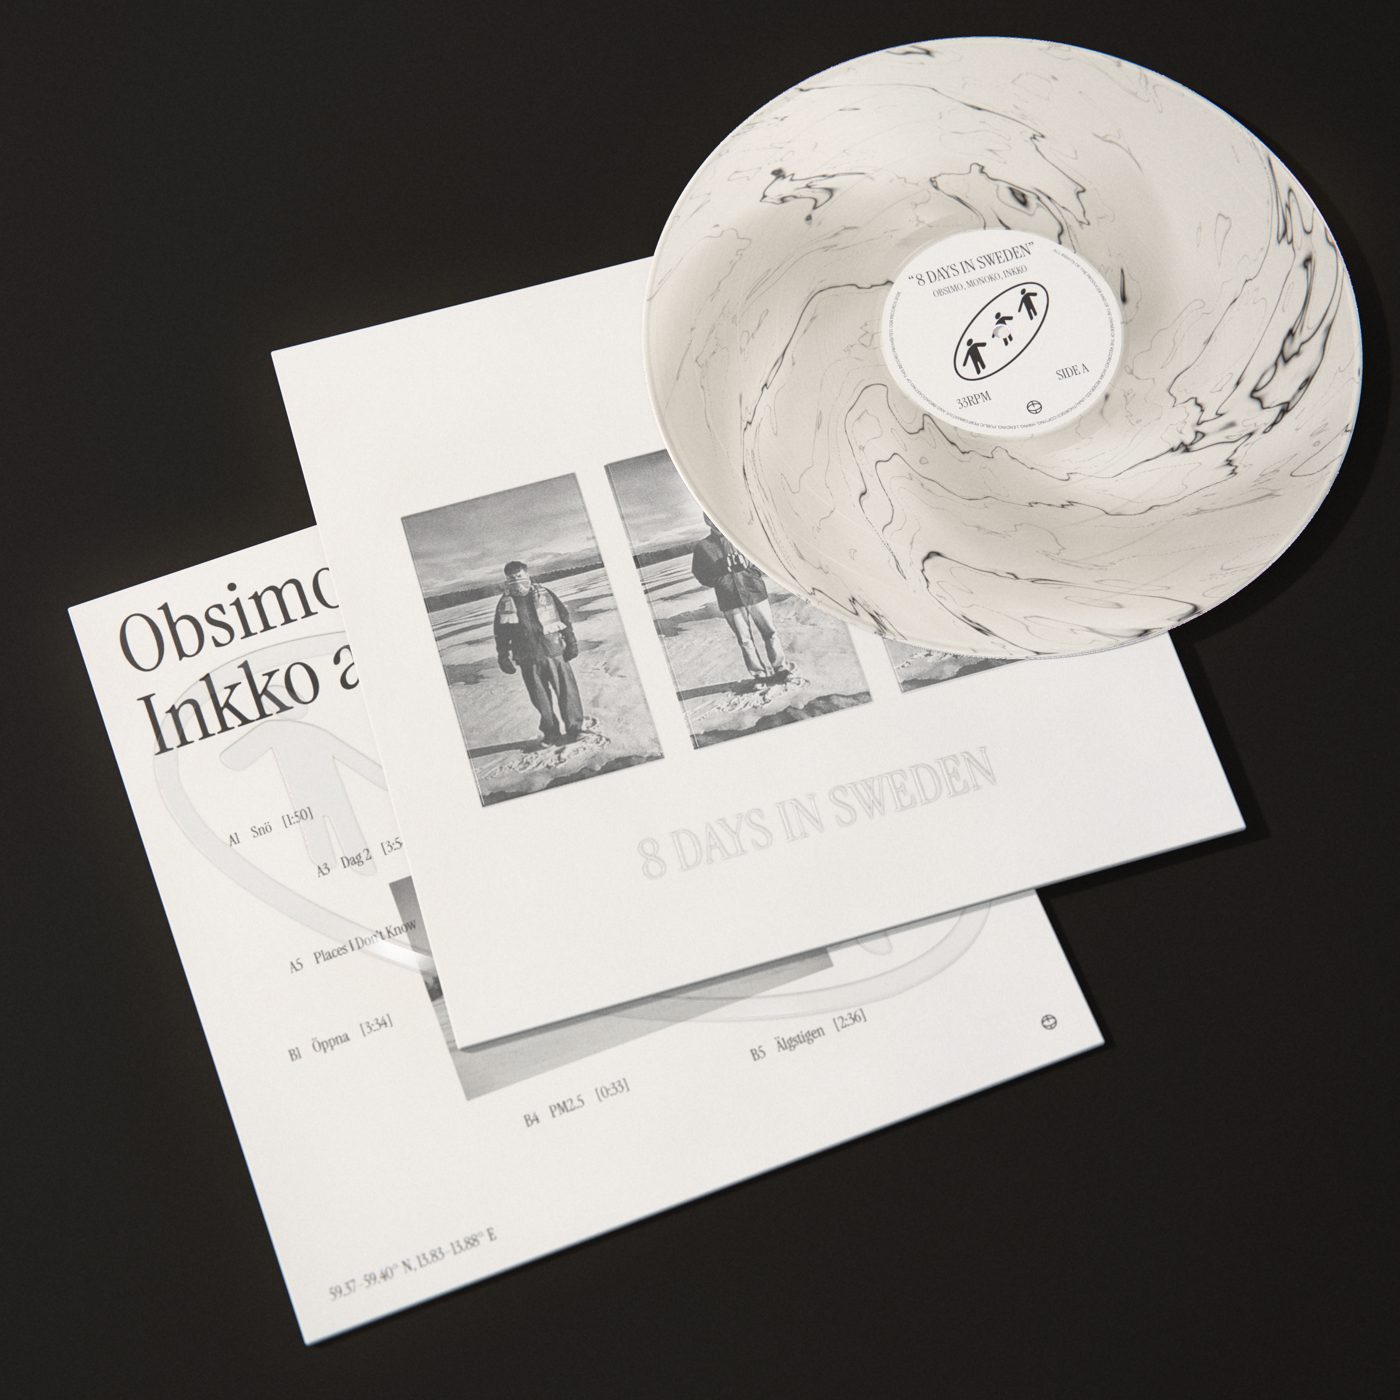 "8 DAYS IN SWEDEN"
OBSIMO, MONOKO, INKKO
SIDE A
33RPM
8 DAYS IN SWEDEN
Obsimo
Inkko a
A1 Snö [1:50]
A3 Dag 2 [3:5
A5 Places I Don't Know
B1 Öppna [3:34]
B5 Älgstigen [2:36]
B4 PM2.5 [0:33]
59.37–59.40° N, 13.83–13.88° E